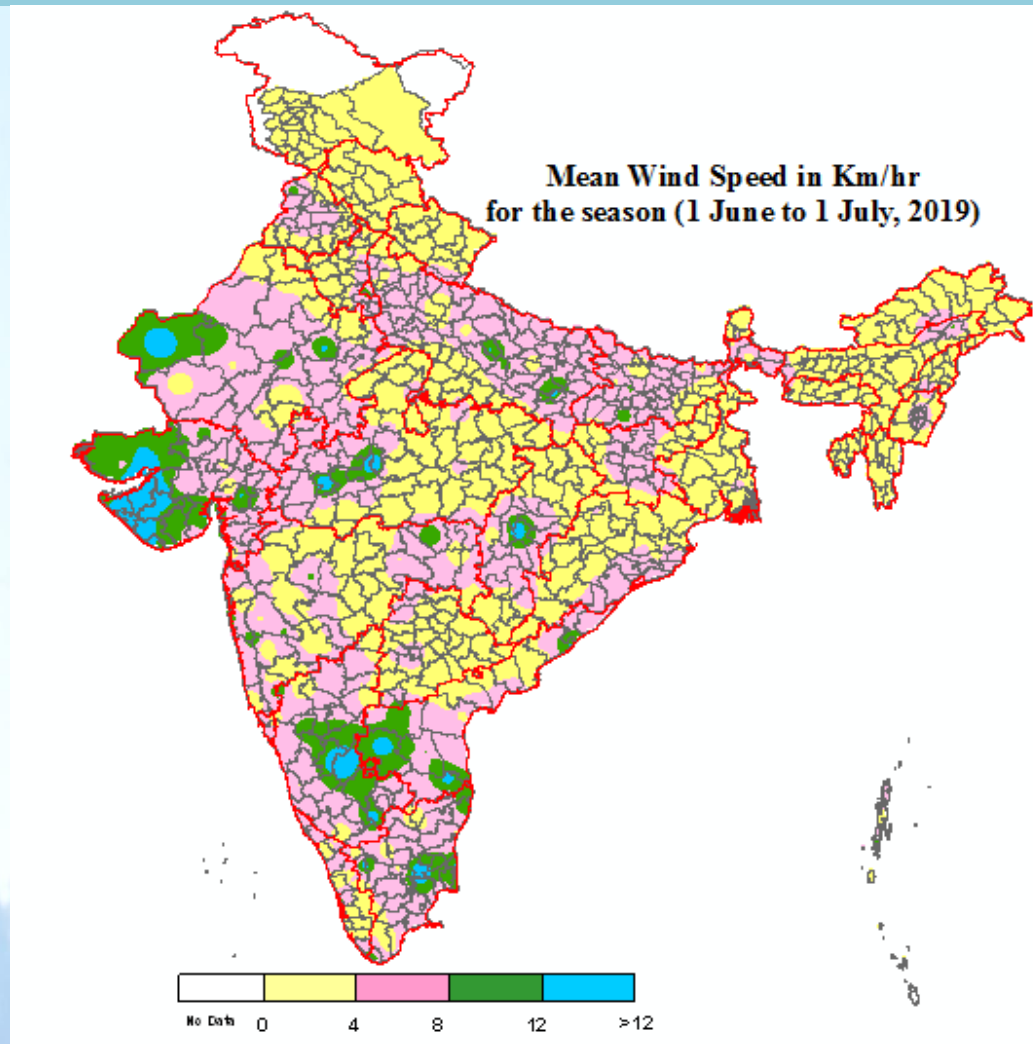 Mean Wind Speed in Km/hr
for the season (1 June to 1 July, 2019)
No Data 0 4 8 12 >12